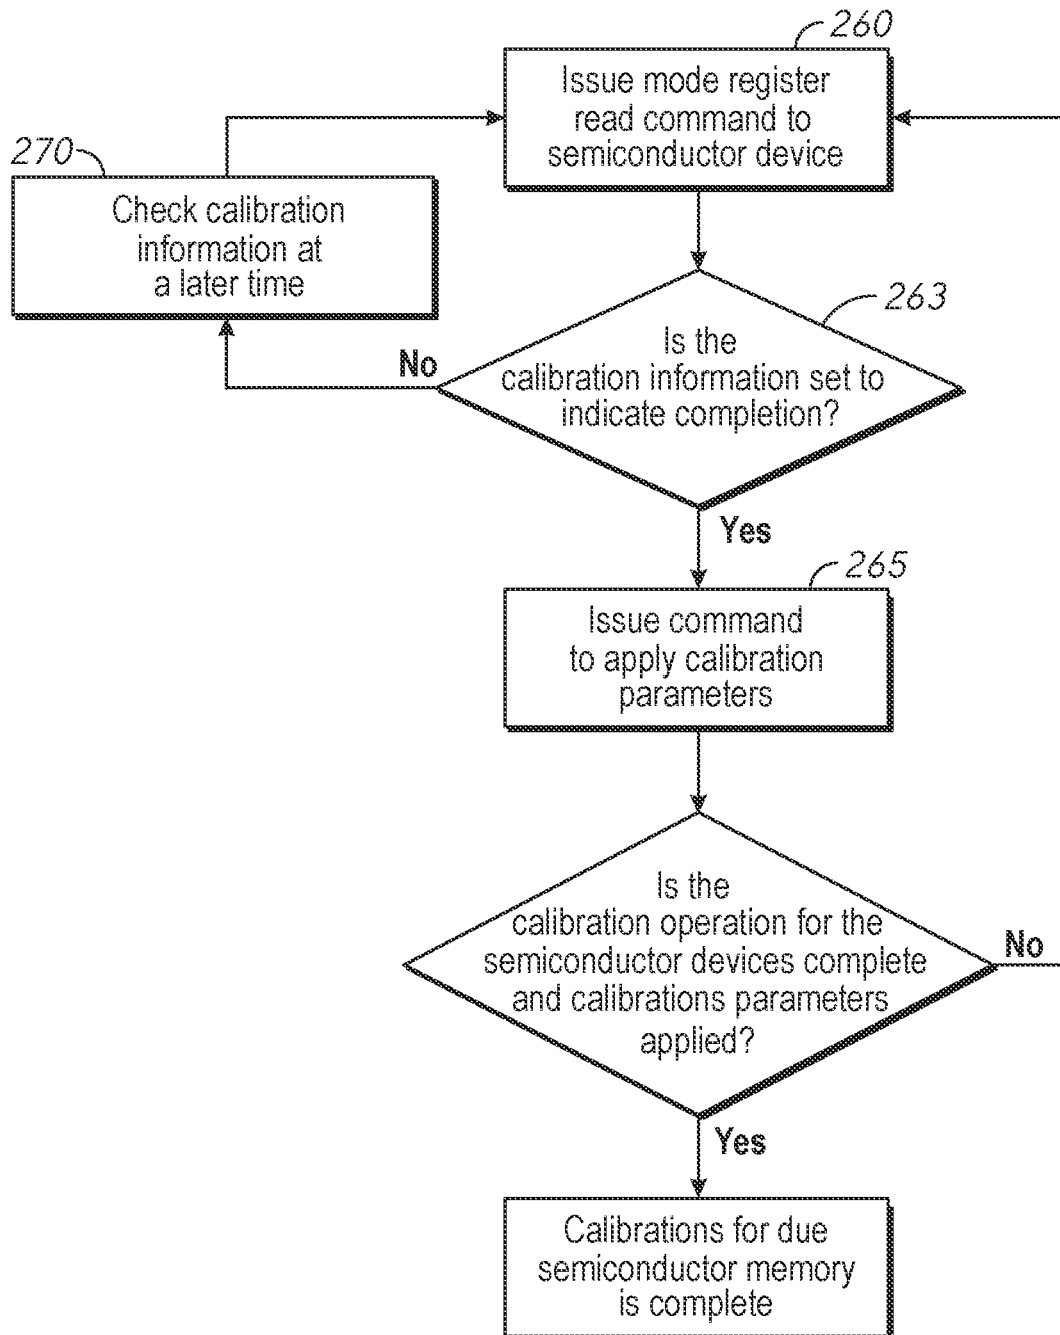 260
Issue mode register
read command to
semiconductor device
270
Check calibration
information at
a later time
263
Is the
calibration information set to
indicate completion?
No
Yes
265
Issue command
to apply calibration
parameters
Is the
calibration operation for the
semiconductor devices complete
and calibrations parameters
applied?
No
Yes
Calibrations for due
semiconductor memory
is complete